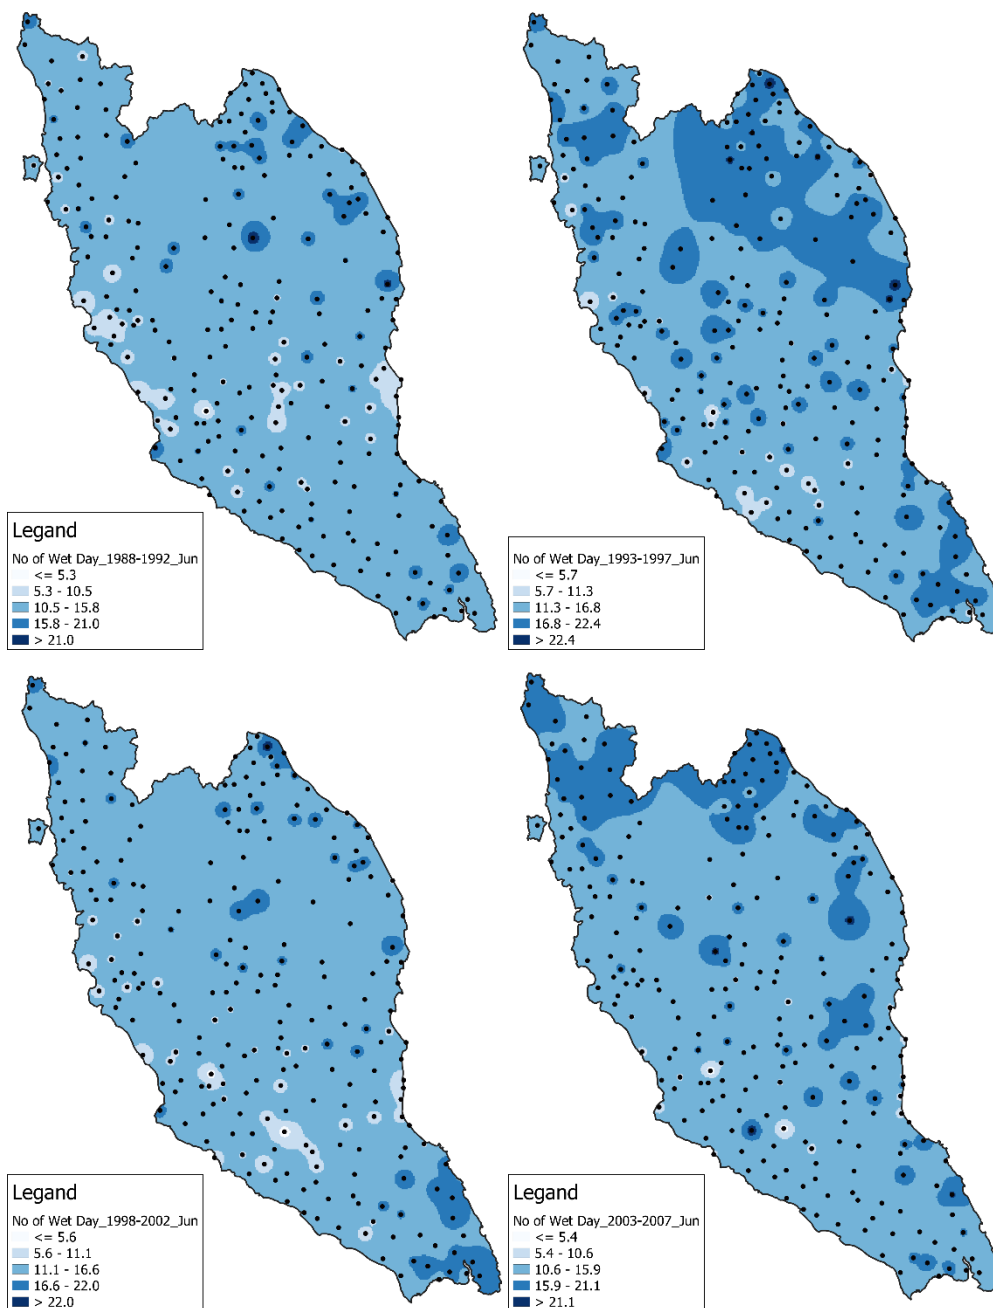 Legand
No of Wet Day_1988-1992_Jun
<= 5.3
5.3 - 10.5
10.5 - 15.8
15.8 - 21.0
> 21.0
No of Wet Day_1993-1997_Jun
<= 5.7
5.7 - 11.3
11.3 - 16.8
16.8 - 22.4
> 22.4
Legand
No of Wet Day_1998-2002_Jun
<= 5.6
5.6 - 11.1
11.1 - 16.6
16.6 - 22.0
> 22.0
Legand
No of Wet Day_2003-2007_Jun
<= 5.4
5.4 - 10.6
10.6 - 15.9
15.9 - 21.1
> 21.1